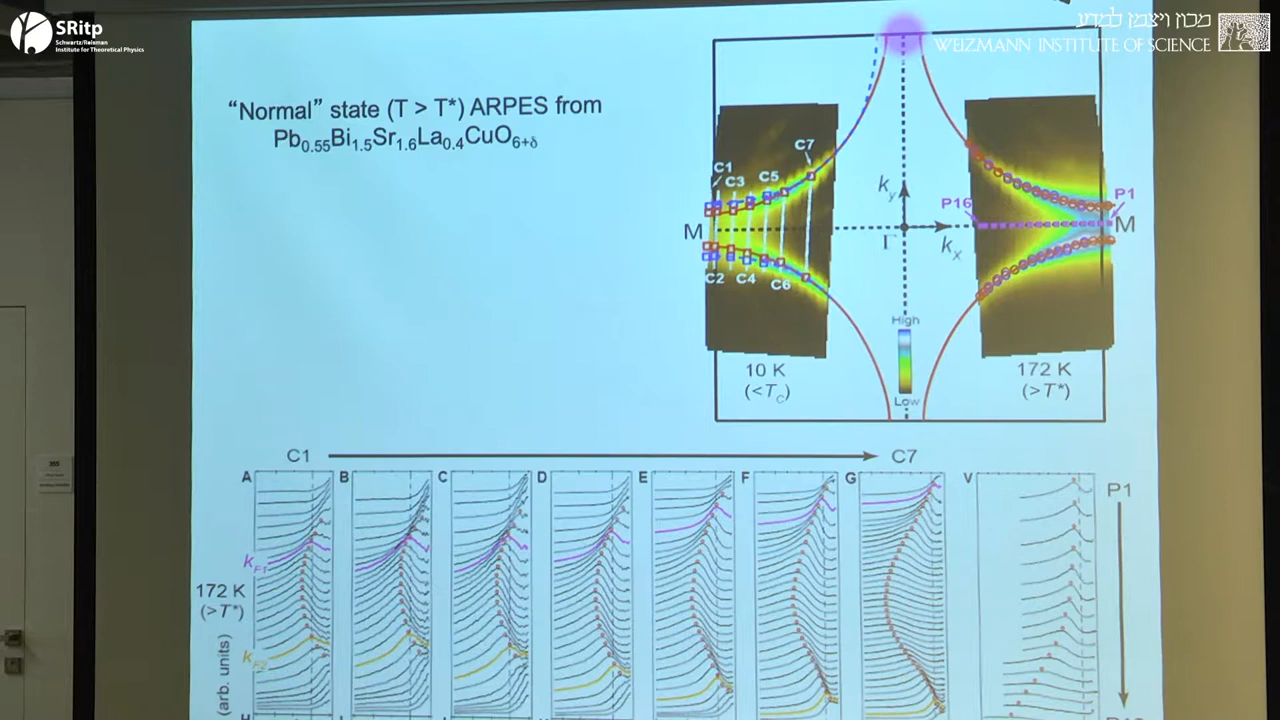 SRitp
Schwartz/Reisman
Institute for Theoretical Physics
מכון ויצמן למדע
WEIZMANN INSTITUTE OF SCIENCE
“Normal” state (T > T*) ARPES from
Pb0.55Bi1.5Sr1.6La0.4CuO6+δ
C7
C1
C3
C5
M
C2
C4
C6
ky
Γ
kx
P16
P1
M
High
Low
10 K
(<Tc)
172 K
(>T*)
C1
C7
A
B
C
D
E
F
G
V
P1
kF1
172 K
(>T*)
kF2
(arb. units)